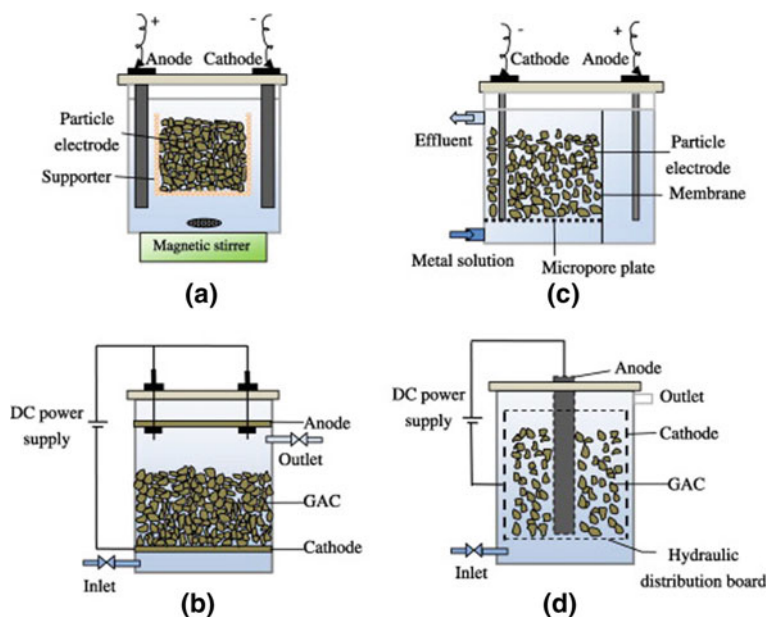 +
-
Anode
Cathode
Particle
electrode
Supporter
Magnetic stirrer
(a)
-
+
Cathode
Anode
Effluent
Particle
electrode
Membrane
Metal solution
Micropore plate
(c)
DC power
supply
Anode
Outlet
GAC
Cathode
Inlet
(b)
Anode
DC power
supply
Outlet
Cathode
GAC
Inlet
Hydraulic
distribution board
(d)